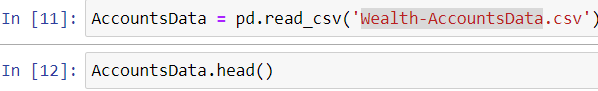 In [11]: AccountsData = pd.read_csv('Wealth-AccountsData.csv')
In [12]: AccountsData.head()